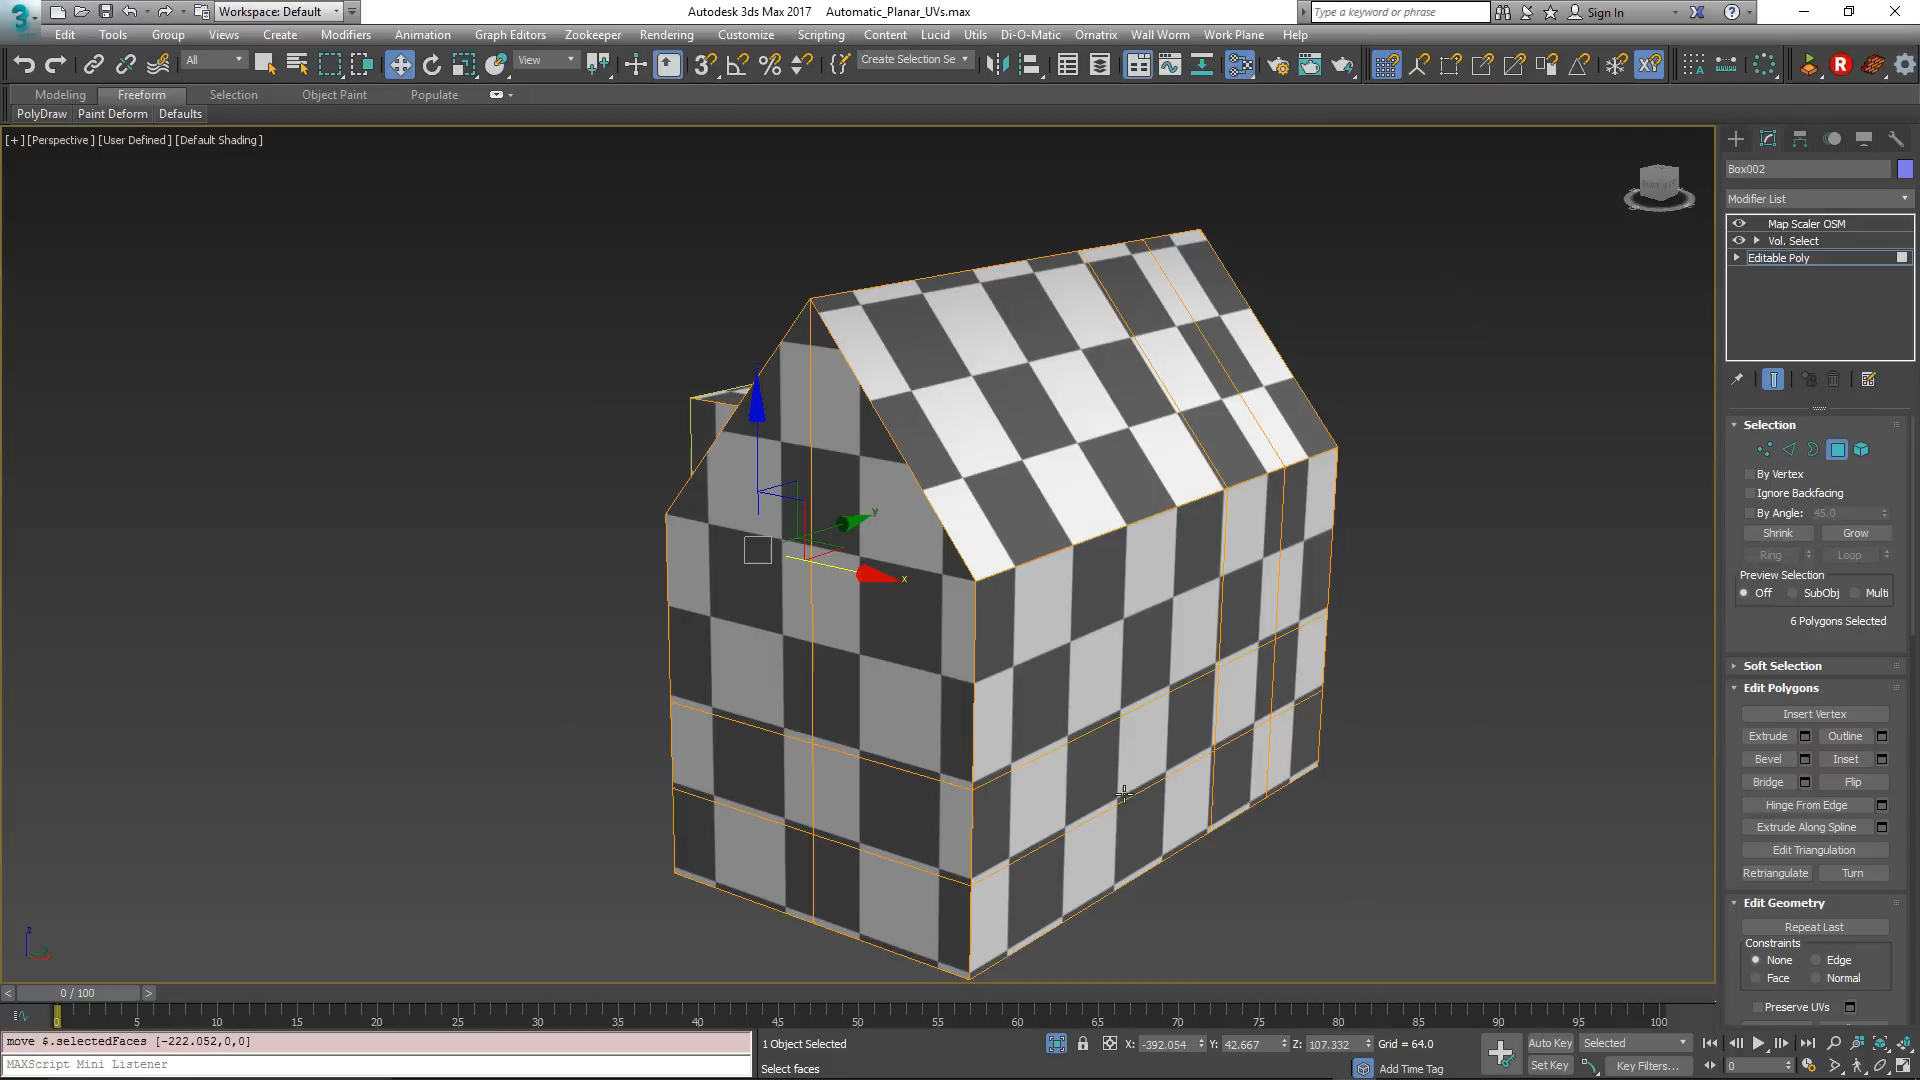 Workspace: Default
Autodesk 3ds Max 2017
Automatic_Planar_UVs.max
Type a keyword or phrase
Sign In
Edit
Tools
Group
Views
Create
Modifiers
Animation
Graph Editors
Zookeeper
Rendering
Customize
Scripting
Content
Lucid
Utils
Di-O-Matic
Ornatrix
Wall Worm
Work Plane
Help
All
View
Create Selection Se
Modeling
Freeform
Selection
Object Paint
Populate
PolyDraw
Paint Deform
Defaults
[+] [Perspective ] [User Defined ] [Default Shading ]
Box002
Modifier List
Map Scaler OSM
Vol. Select
Editable Poly
Selection
By Vertex
Ignore Backfacing
By Angle:
45.0
Shrink
Grow
Ring
Loop
Preview Selection
Off
SubObj
Multi
6 Polygons Selected
Soft Selection
Edit Polygons
Insert Vertex
Extrude
Outline
Bevel
Inset
Bridge
Flip
Hinge From Edge
Extrude Along Spline
Edit Triangulation
Retriangulate
Turn
Edit Geometry
Repeat Last
Constraints
None
Edge
Face
Normal
Preserve UVs
Y
x
z
0 / 100
0 5 10 15 20 25 30 35 40 45 50 55 60 65 70 75 80 85 90 95 100
move $.selectedFaces [-222.052,0,0]
MAXScript Mini Listener
1 Object Selected
Select faces
X: -392.054
Y: 42.667
Z: 107.332
Grid = 64.0
Add Time Tag
Auto Key
Selected
Set Key
Key Filters...
0